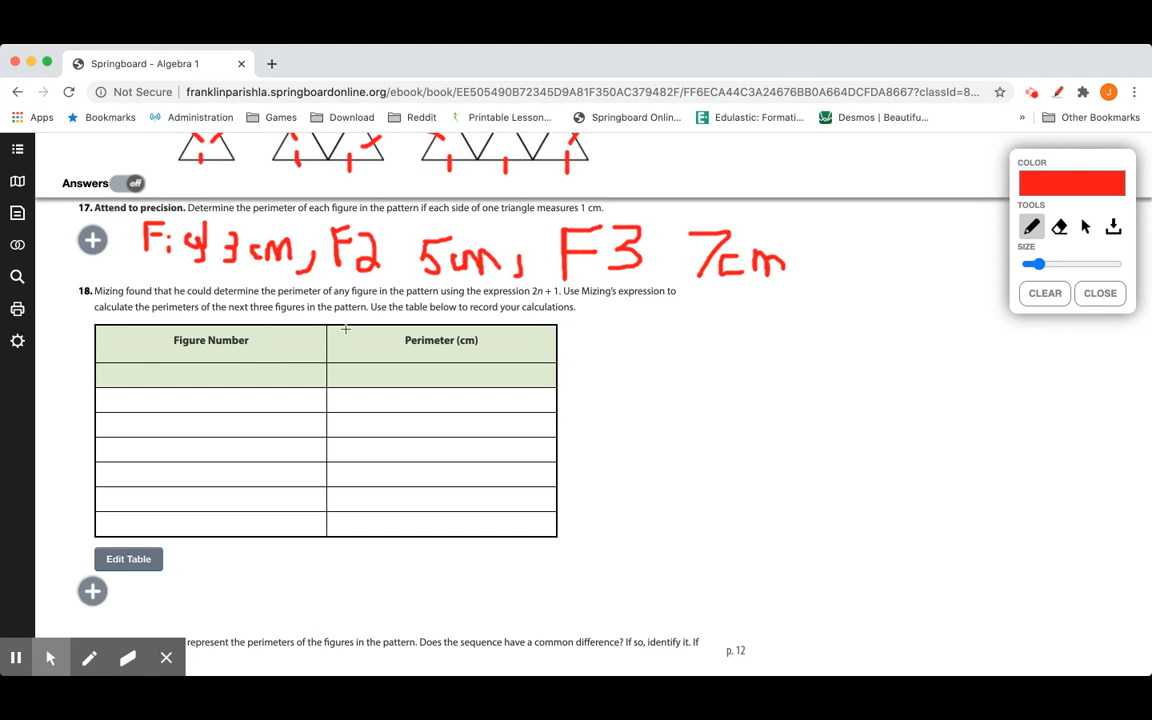 Springboard - Algebra 1
Not Secure franklinparishla.springboardonline.org/ebook/book/EE505490B72345D9A81F350AC379482F/FF6ECA44C3A24676BB0A664DCFDA8667?classId=8...
Apps Bookmarks Administration Games Download Reddit Printable Lesson... Springboard Onlin... Edulastic: Formati... Desmos | Beautifu... » Other Bookmarks
COLOR
Answers off
TOOLS
17. Attend to precision. Determine the perimeter of each figure in the pattern if each side of one triangle measures 1 cm.
SIZE
3 cm, F2 5cm, F3 7cm
CLEAR CLOSE
18. Mizing found that he could determine the perimeter of any figure in the pattern using the expression 2n + 1. Use Mizing's expression to
calculate the perimeters of the next three figures in the pattern. Use the table below to record your calculations.
Figure Number Perimeter (cm)
Edit Table
represent the perimeters of the figures in the pattern. Does the sequence have a common difference? If so, identify it. If
p. 12